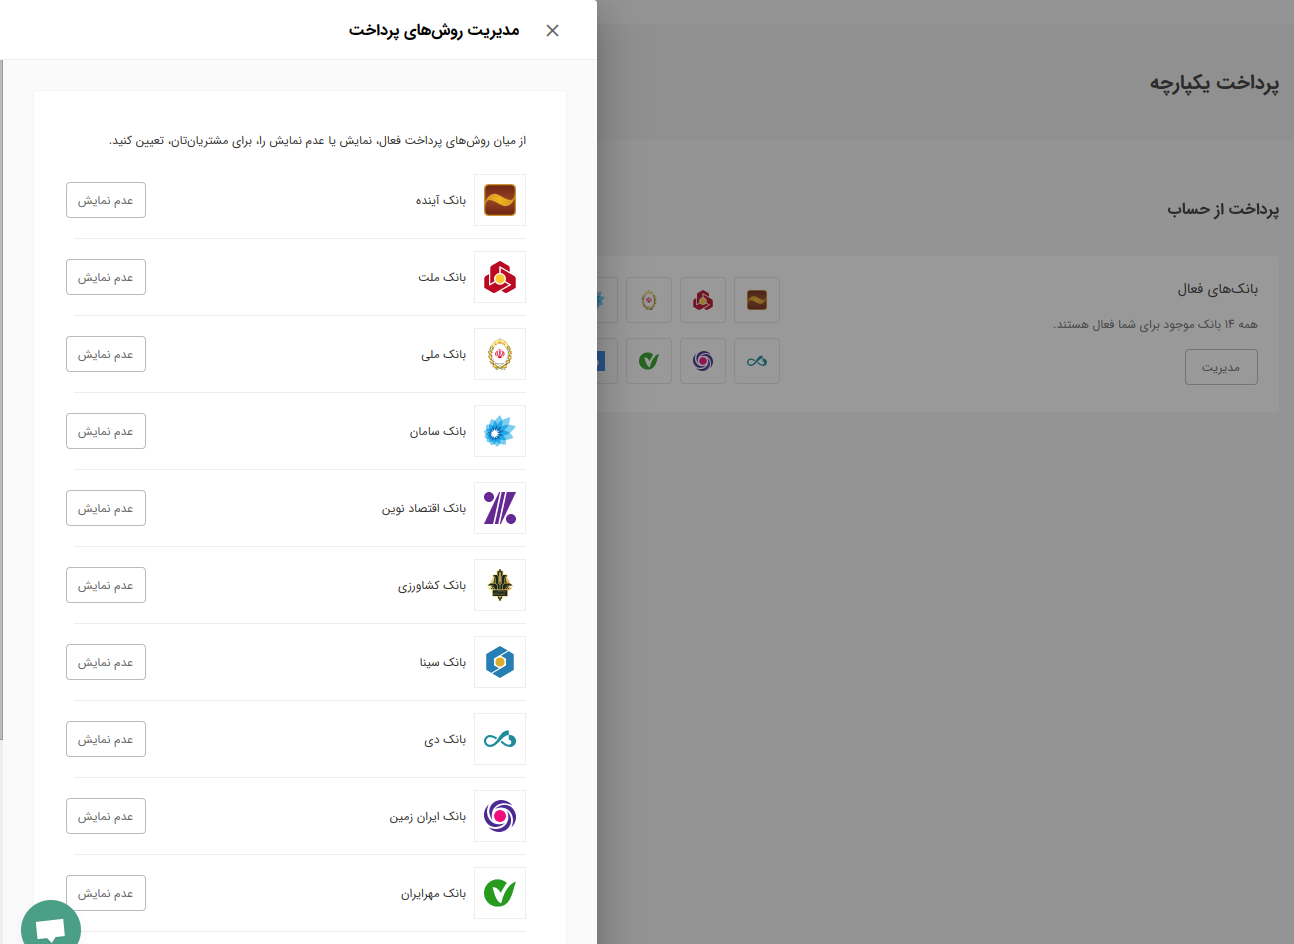 مدیریت روش‌های پرداخت
از میان روش‌های پرداخت فعال، نمایش یا عدم نمایش را، برای مشتریان‌تان، تعیین کنید.
بانک آینده
عدم نمایش
بانک ملت
عدم نمایش
بانک ملی
عدم نمایش
بانک سامان
عدم نمایش
بانک اقتصاد نوین
عدم نمایش
بانک کشاورزی
عدم نمایش
بانک سینا
عدم نمایش
بانک دی
عدم نمایش
بانک ایران زمین
عدم نمایش
بانک مهرایران
عدم نمایش
پرداخت یکپارچه
پرداخت از حساب
بانک‌های فعال
همه ۱۴ بانک موجود برای شما فعال هستند.
مدیریت